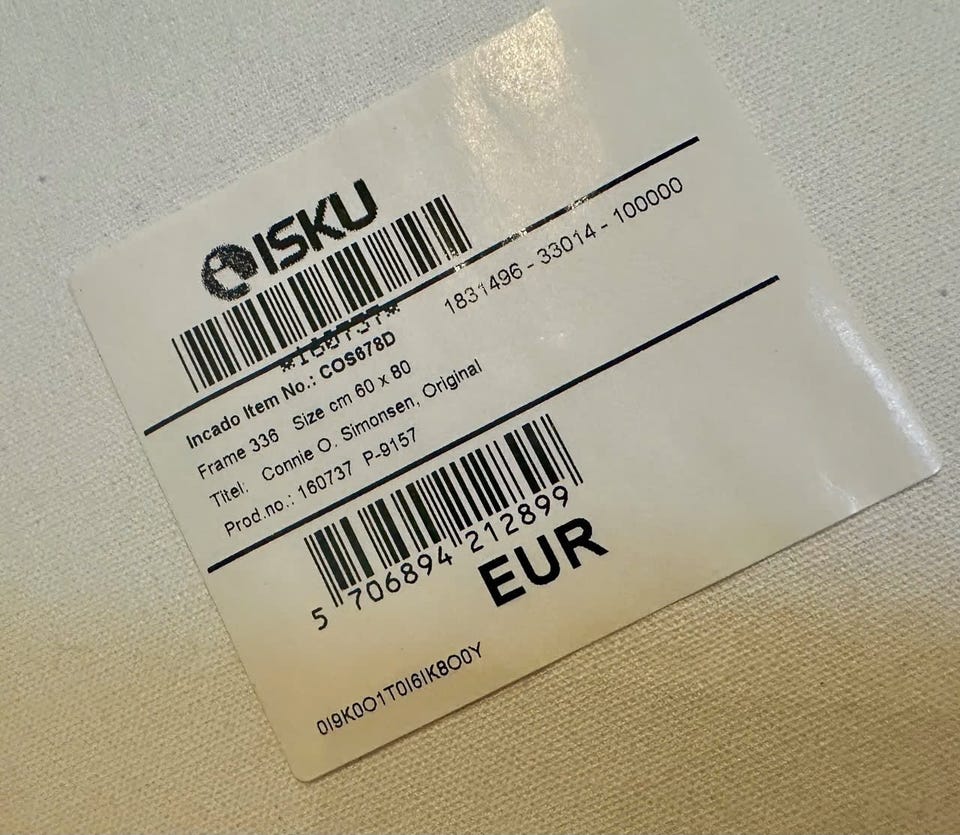 ISKU
1831496 - 33014 - 100000
Incado Item No.: COS678D
Frame 336 Size cm 60 x 80
Titel: Connie O. Simonsen, Original
Prod.no.: 160737 P-9157
5 706894 212899
EUR
0I9K0O1T0I6IK8O0Y